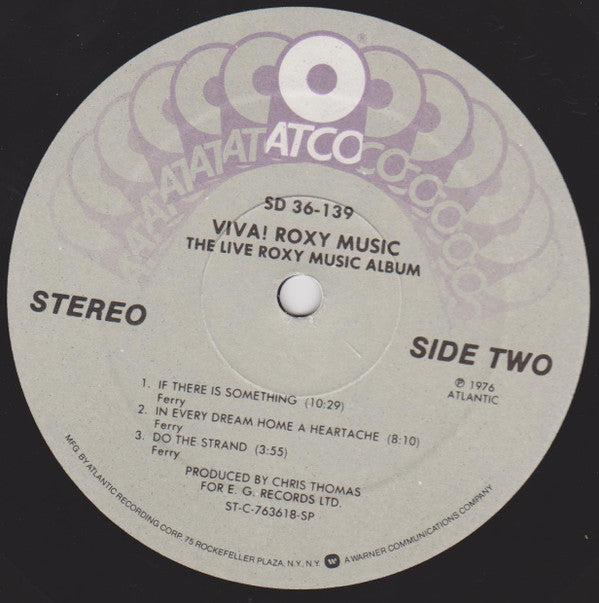 ATCO
®
SD 36-139
VIVA! ROXY MUSIC
THE LIVE ROXY MUSIC ALBUM
STEREO
SIDE TWO
℗ 1976
ATLANTIC
1. IF THERE IS SOMETHING (10:29)
Ferry
2. IN EVERY DREAM HOME A HEARTACHE (8:10)
Ferry
3. DO THE STRAND (3:55)
Ferry
PRODUCED BY CHRIS THOMAS
FOR E. G. RECORDS LTD.
ST-C-763618-SP
MFG. BY ATLANTIC RECORDING CORP. 75 ROCKEFELLER PLAZA, N.Y. N.Y. W A WARNER COMMUNICATIONS COMPANY